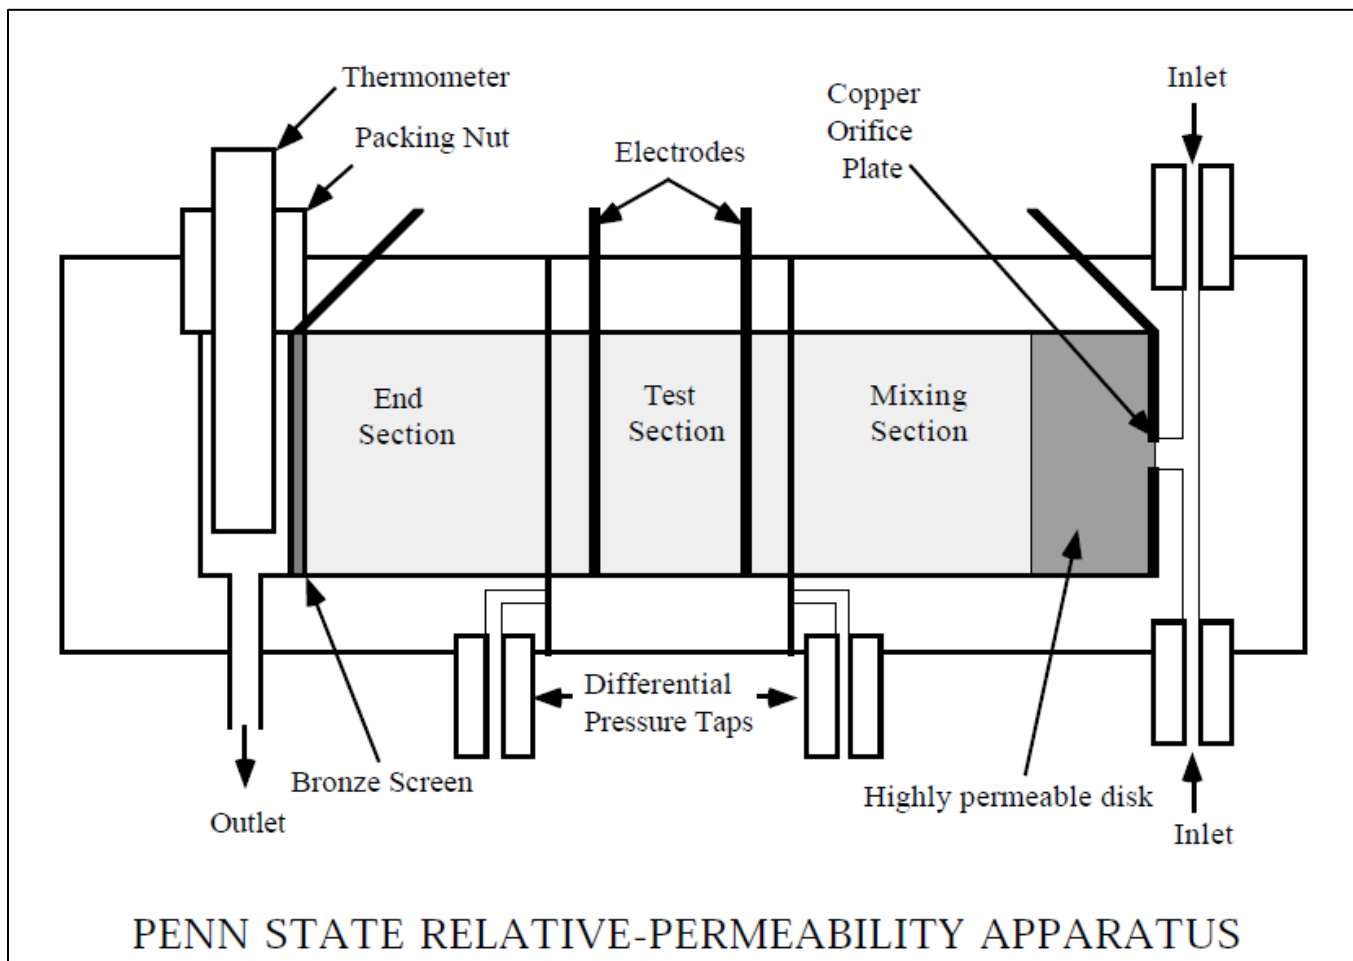 Thermometer
Packing Nut
Electrodes
Copper
Orifice
Plate
Inlet
End
Section
Test
Section
Mixing
Section
Differential
Pressure Taps
Bronze Screen
Highly permeable disk
Outlet
Inlet
PENN STATE RELATIVE-PERMEABILITY APPARATUS